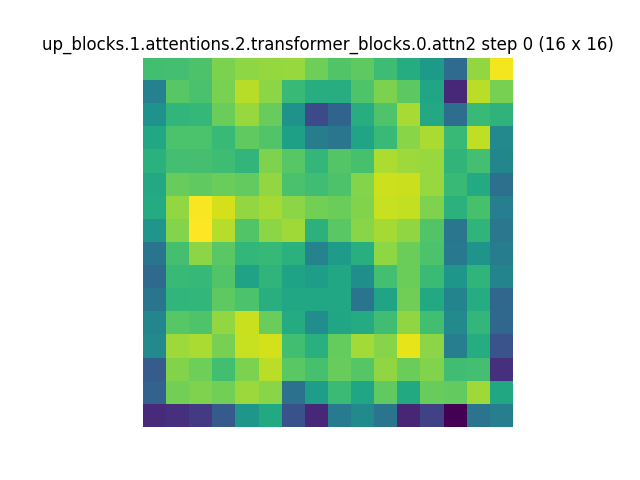 up_blocks.1.attentions.2.transformer_blocks.0.attn2 step 0 (16 x 16)